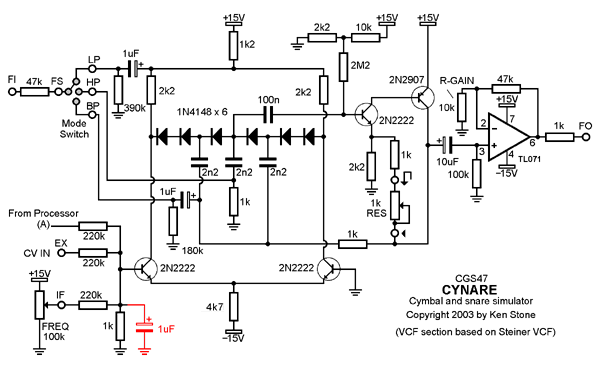 +15V
1k2
2k2
10k
+15V
+15V
2M2
2N2907
FI
47k
FS
LP
HP
BP
Mode
Switch
1uF
+
390k
2k2
1N4148 x 6
100n
2k2
2N2222
2k2
1k
1k
RES
R-GAIN
10k
47k
+15V
7
2
-
+
3
4
6
-15V
TL071
1k
FO
+
10uF
100k
2n2
2n2
2n2
1uF
+
180k
1k
1k
From Processor
(A)
220k
EX
CV IN
220k
+15V
IF
220k
FREQ
100k
1k
+
1uF
2N2222
2N2222
4k7
-15V
CGS47
CYNARE
Cymbal and snare simulator
Copyright 2003 by Ken Stone
(VCF section based on Steiner VCF)